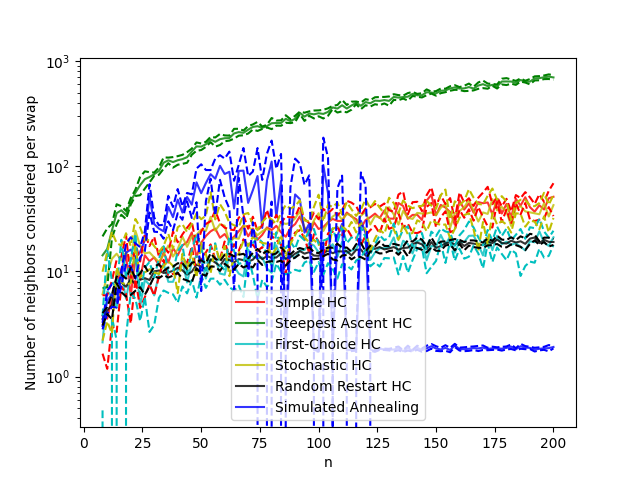 Number of neighbors considered per swap
10³
10²
10¹
10⁰
Simple HC
Steepest Ascent HC
First-Choice HC
Stochastic HC
Random Restart HC
Simulated Annealing
0 25 50 75 100 125 150 175 200
n